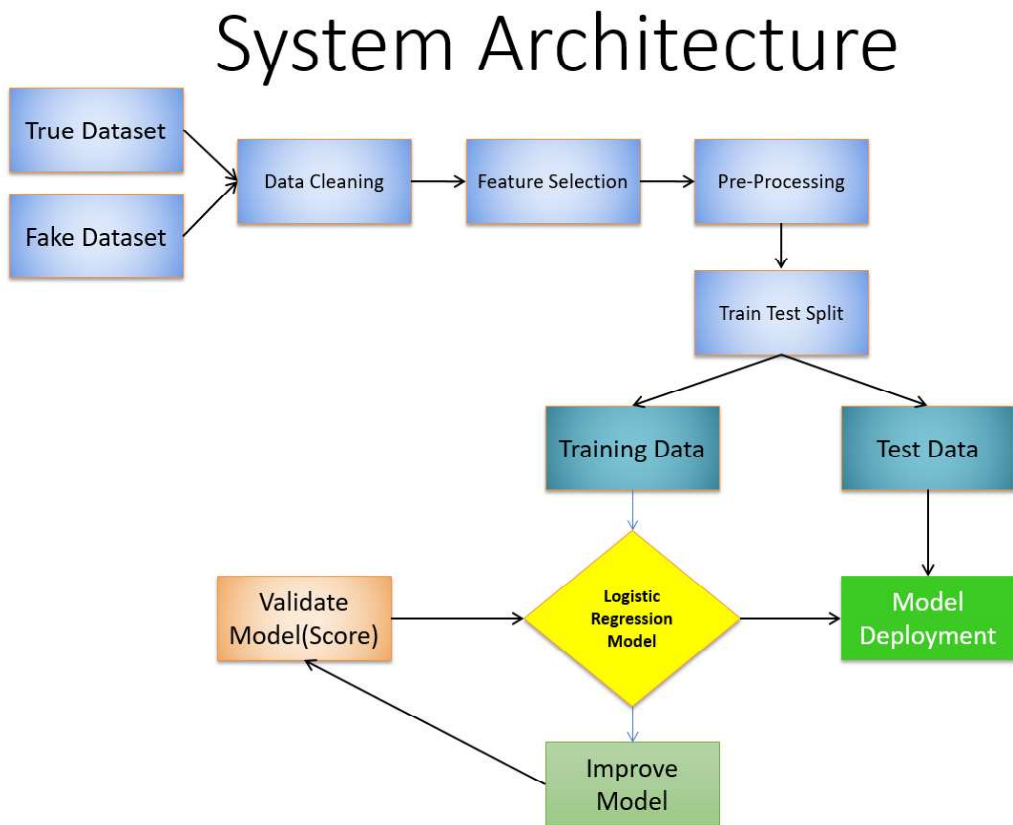 System Architecture
True Dataset
Fake Dataset
Data Cleaning
Feature Selection
Pre-Processing
Train Test Split
Training Data
Test Data
Validate
Model(Score)
Logistic
Regression
Model
Model
Deployment
Improve
Model